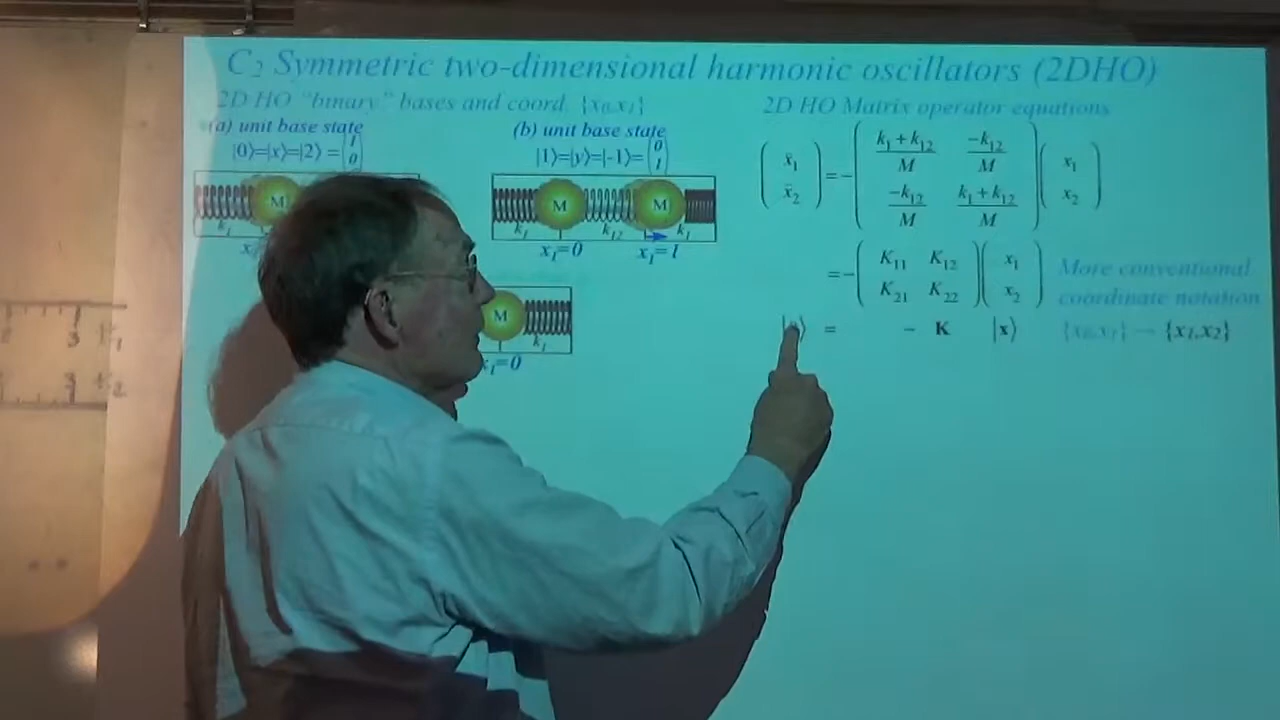 C₂ Symmetric two-dimensional harmonic oscillators (2DHO)
2D HO "binary" bases and coord. {x₀,x₁}
(a) unit base state
|0⟩=|x⟩=|2⟩ = (1 0)
k₁
M
(b) unit base state
|1⟩=|y⟩=|-1⟩= (0 1)
M M
k₁ k₁₂ k₁
x₁=0 x₁=1
M
k₁
x₁=0
2D HO Matrix operator equations
(ẍ₁ ẍ₂) = - ((k₁ + k₁₂)/M -k₁₂/M -k₁₂/M (k₁ + k₁₂)/M) (x₁ x₂)
= - (K₁₁ K₁₂ K₂₁ K₂₂) (x₁ x₂)
More conventional
coordinate notation
= - K |x⟩
{x₀,x₁} → {x₁,x₂}